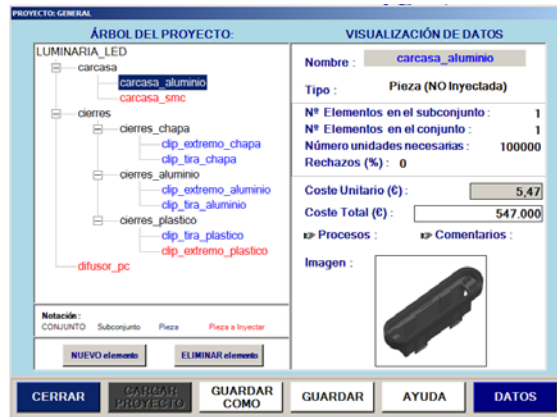 PROYECTO: GENERAL
ÁRBOL DEL PROYECTO:
LUMINARIA_LED
carcasa
carcasa_aluminio
carcasa_smc
cierres
cierres_chapa
clip_extremo_chapa
clip_tira_chapa
cierres_aluminio
clip_extremo_aluminio
clip_tira_aluminio
cierres_plastico
clip_tira_plastico
clip_extremo_plastico
difusor_pc
Notación :
CONJUNTO Subconjunto Pieza Pieza a Inyectar
NUEVO elemento ELIMINAR elemento
VISUALIZACIÓN DE DATOS
Nombre : carcasa_aluminio
Tipo : Pieza (NO Inyectada)
Nº Elementos en el subconjunto : 1
Nº Elementos en el conjunto : 1
Número unidades necesarias : 100000
Rechazos (%) : 0
Coste Unitario (€) : 5,47
Coste Total (€) : 547.000
Procesos : Comentarios :
Imagen :
CERRAR CARGAR PROYECTO GUARDAR COMO GUARDAR AYUDA DATOS